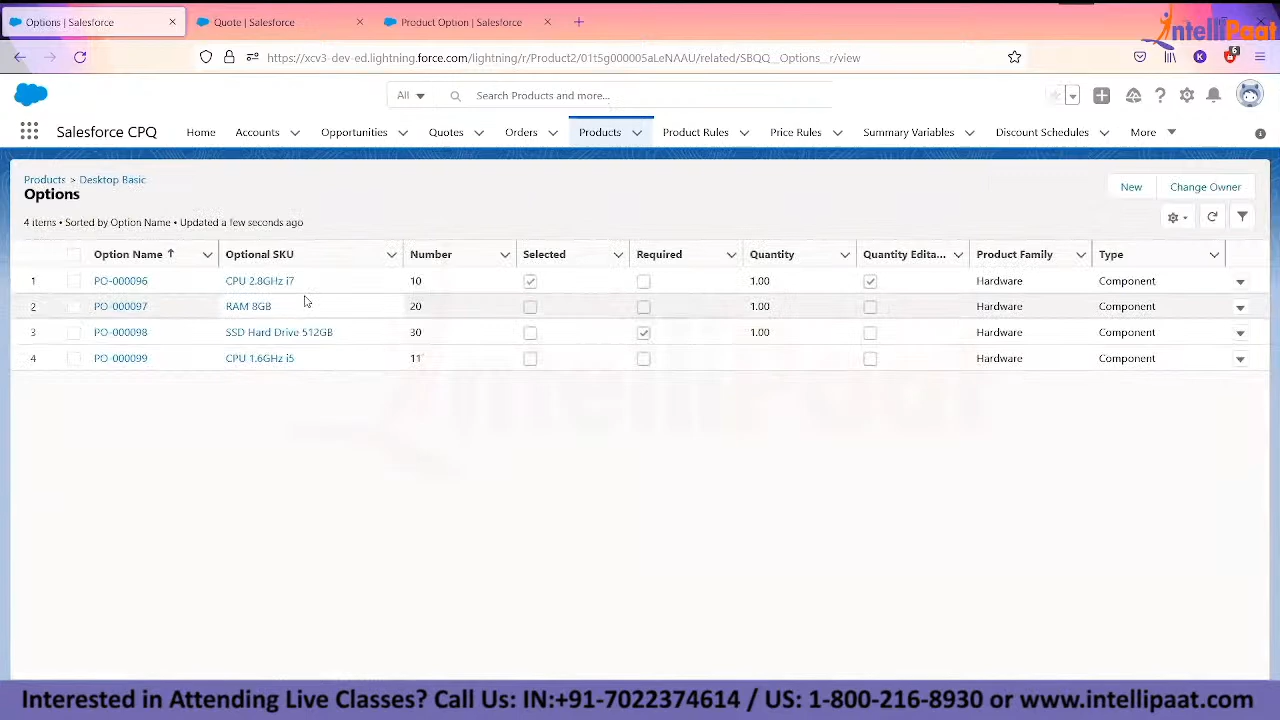 Options | Salesforce
Quote | Salesforce
Product Option | Salesforce
IntelliPaat
https://xcv3-dev-ed.lightning.force.com/lightning/r/Product2/01t5g00000i5aLeNAAU/related/SBQQ__Options__r/view
6
All
Search Products and more...
Salesforce CPQ
Home
Accounts
Opportunities
Quotes
Orders
Products
Product Rules
Price Rules
Summary Variables
Discount Schedules
More
Products > Desktop Basic
Options
New
Change Owner
4 items • Sorted by Option Name • Updated a few seconds ago
Option Name
Optional SKU
Number
Selected
Required
Quantity
Quantity Edita...
Product Family
Type
1 PO-000096 CPU 2.8GHz i7 10 1.00 Hardware Component
2 PO-000097 RAM 8GB 20 1.00 Hardware Component
3 PO-000098 SSD Hard Drive 512GB 30 1.00 Hardware Component
4 PO-000099 CPU 1.6GHz i5 11 Hardware Component
IntelliPaat
Interested in Attending Live Classes? Call Us: IN:+91-7022374614 / US: 1-800-216-8930 or www.intellipaat.com